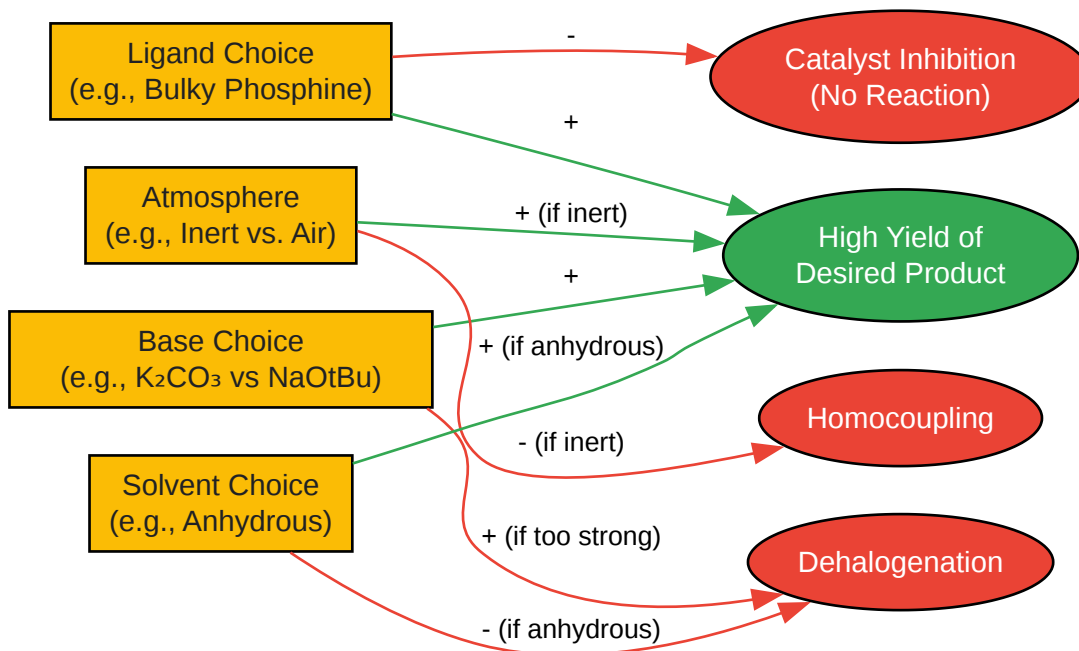 Ligand Choice
(e.g., Bulky Phosphine)
-
+
Catalyst Inhibition
(No Reaction)
Atmosphere
(e.g., Inert vs. Air)
+ (if inert)
High Yield of
Desired Product
+
Base Choice
(e.g., K₂CO₃ vs NaOtBu)
+ (if anhydrous)
- (if inert)
Homocoupling
Solvent Choice
(e.g., Anhydrous)
+ (if too strong)
Dehalogenation
- (if anhydrous)